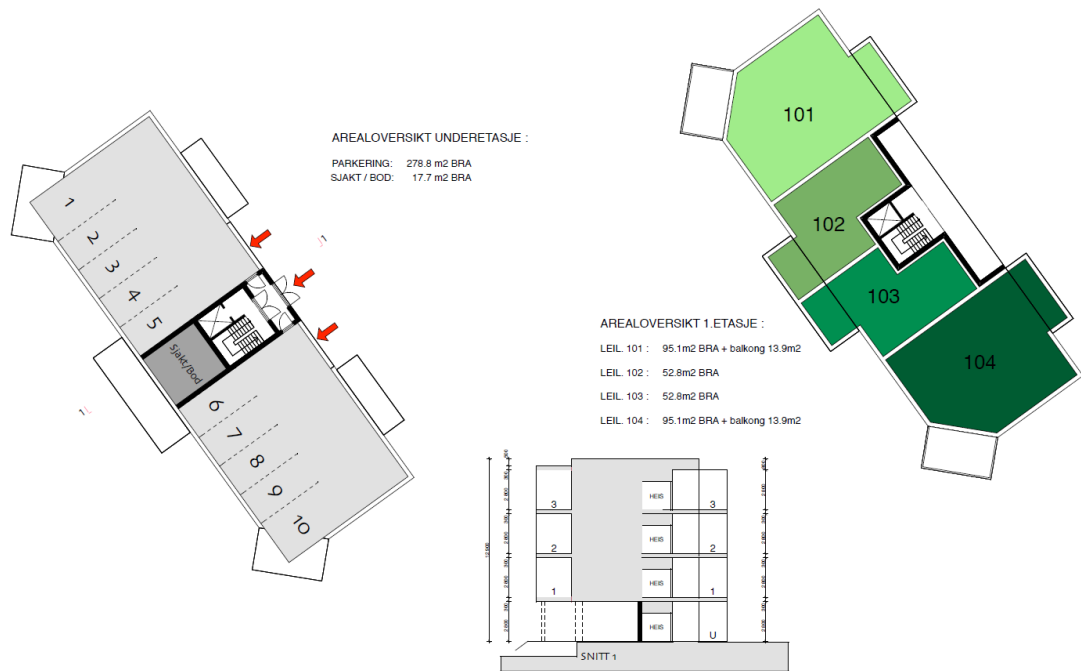 AREALOVERSIKT UNDERETASJE :
PARKERING: 278.8 m2 BRA
SJAKT / BOD: 17.7 m2 BRA
1
2
3
4
5
Sjakt/Bod
6
7
8
9
10
1
1
101
102
103
104
AREALOVERSIKT 1.ETASJE :
LEIL. 101 : 95.1m2 BRA + balkong 13.9m2
LEIL. 102 : 52.8m2 BRA
LEIL. 103 : 52.8m2 BRA
LEIL. 104 : 95.1m2 BRA + balkong 13.9m2
3 HEIS 3
2 HEIS 2
1 HEIS 1
HEIS U
SNITT 1